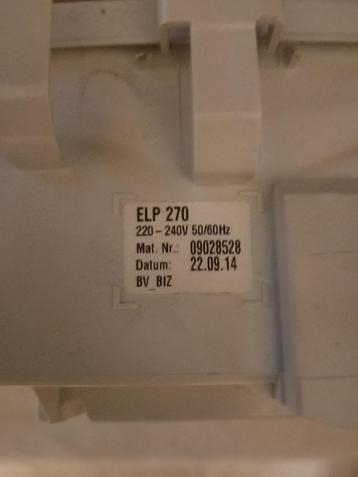 ELP 270
220-240V 50/60Hz
Mat. Nr.: 09028528
Datum: 22.09.14
BV_BIZ